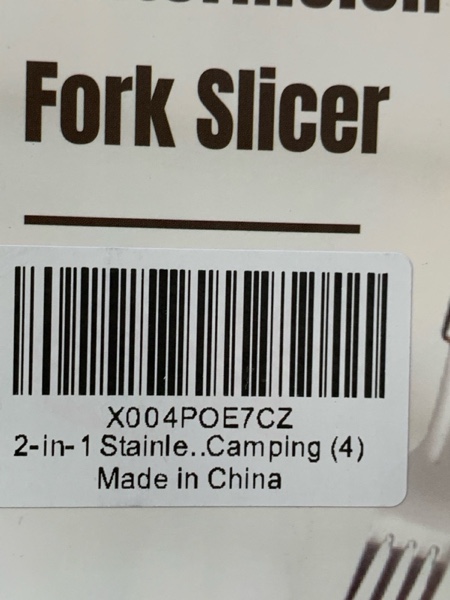 Fork Slicer
X004POE7CZ
2-in-1 Stainle..Camping (4)
Made in China